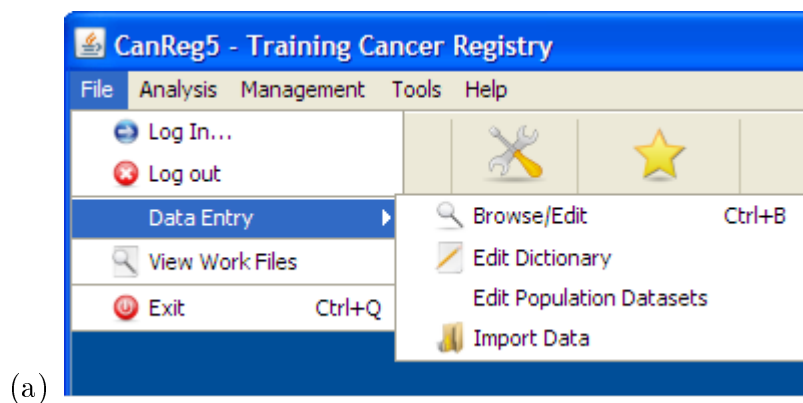 CanReg5 - Training Cancer Registry
File Analysis Management Tools Help
Log In...
Log out
Data Entry
Browse/Edit Ctrl+B
View Work Files
Edit Dictionary
Edit Population Datasets
Exit Ctrl+Q
Import Data
(a)